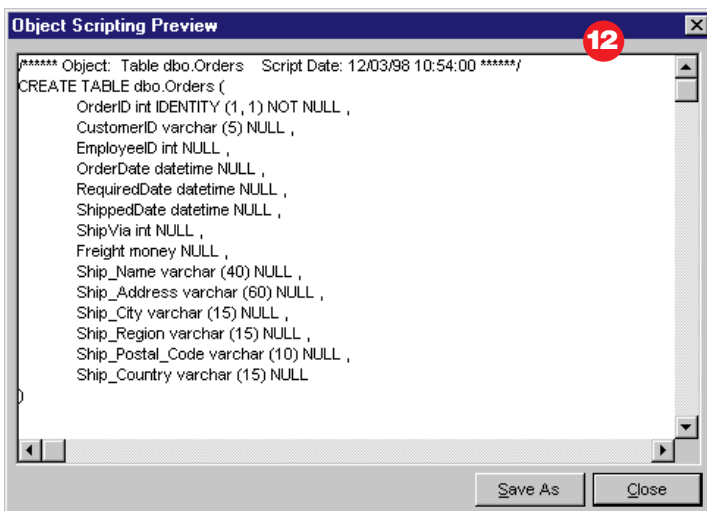 Object Scripting Preview
12
/****** Object:  Table dbo.Orders    Script Date: 12/03/98 10:54:00 ******/
CREATE TABLE dbo.Orders (
OrderID int IDENTITY (1, 1) NOT NULL ,
CustomerID varchar (5) NULL ,
EmployeeID int NULL ,
OrderDate datetime NULL ,
RequiredDate datetime NULL ,
ShippedDate datetime NULL ,
ShipVia int NULL ,
Freight money NULL ,
Ship_Name varchar (40) NULL ,
Ship_Address varchar (60) NULL ,
Ship_City varchar (15) NULL ,
Ship_Region varchar (15) NULL ,
Ship_Postal_Code varchar (10) NULL ,
Ship_Country varchar (15) NULL
)
Save As
Close